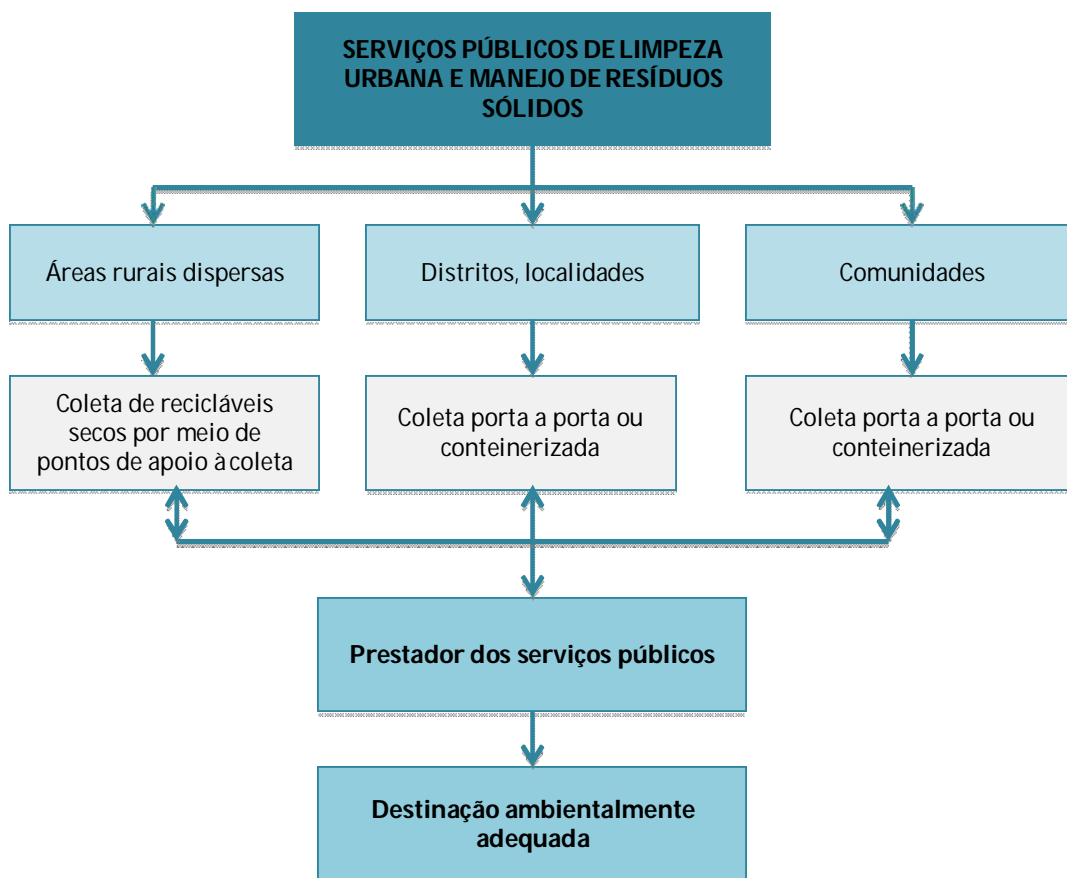 SERVIÇOS PÚBLICOS DE LIMPEZA
URBANA E MANEJO DE RESÍDUOS
SÓLIDOS
Áreas rurais dispersas
Distritos, localidades
Comunidades
Coleta de recicláveis
secos por meio de
pontos de apoio à coleta
Coleta porta a porta ou
conteinerizada
Coleta porta a porta ou
conteinerizada
Prestador dos serviços públicos
Destinação ambientalmente
adequada